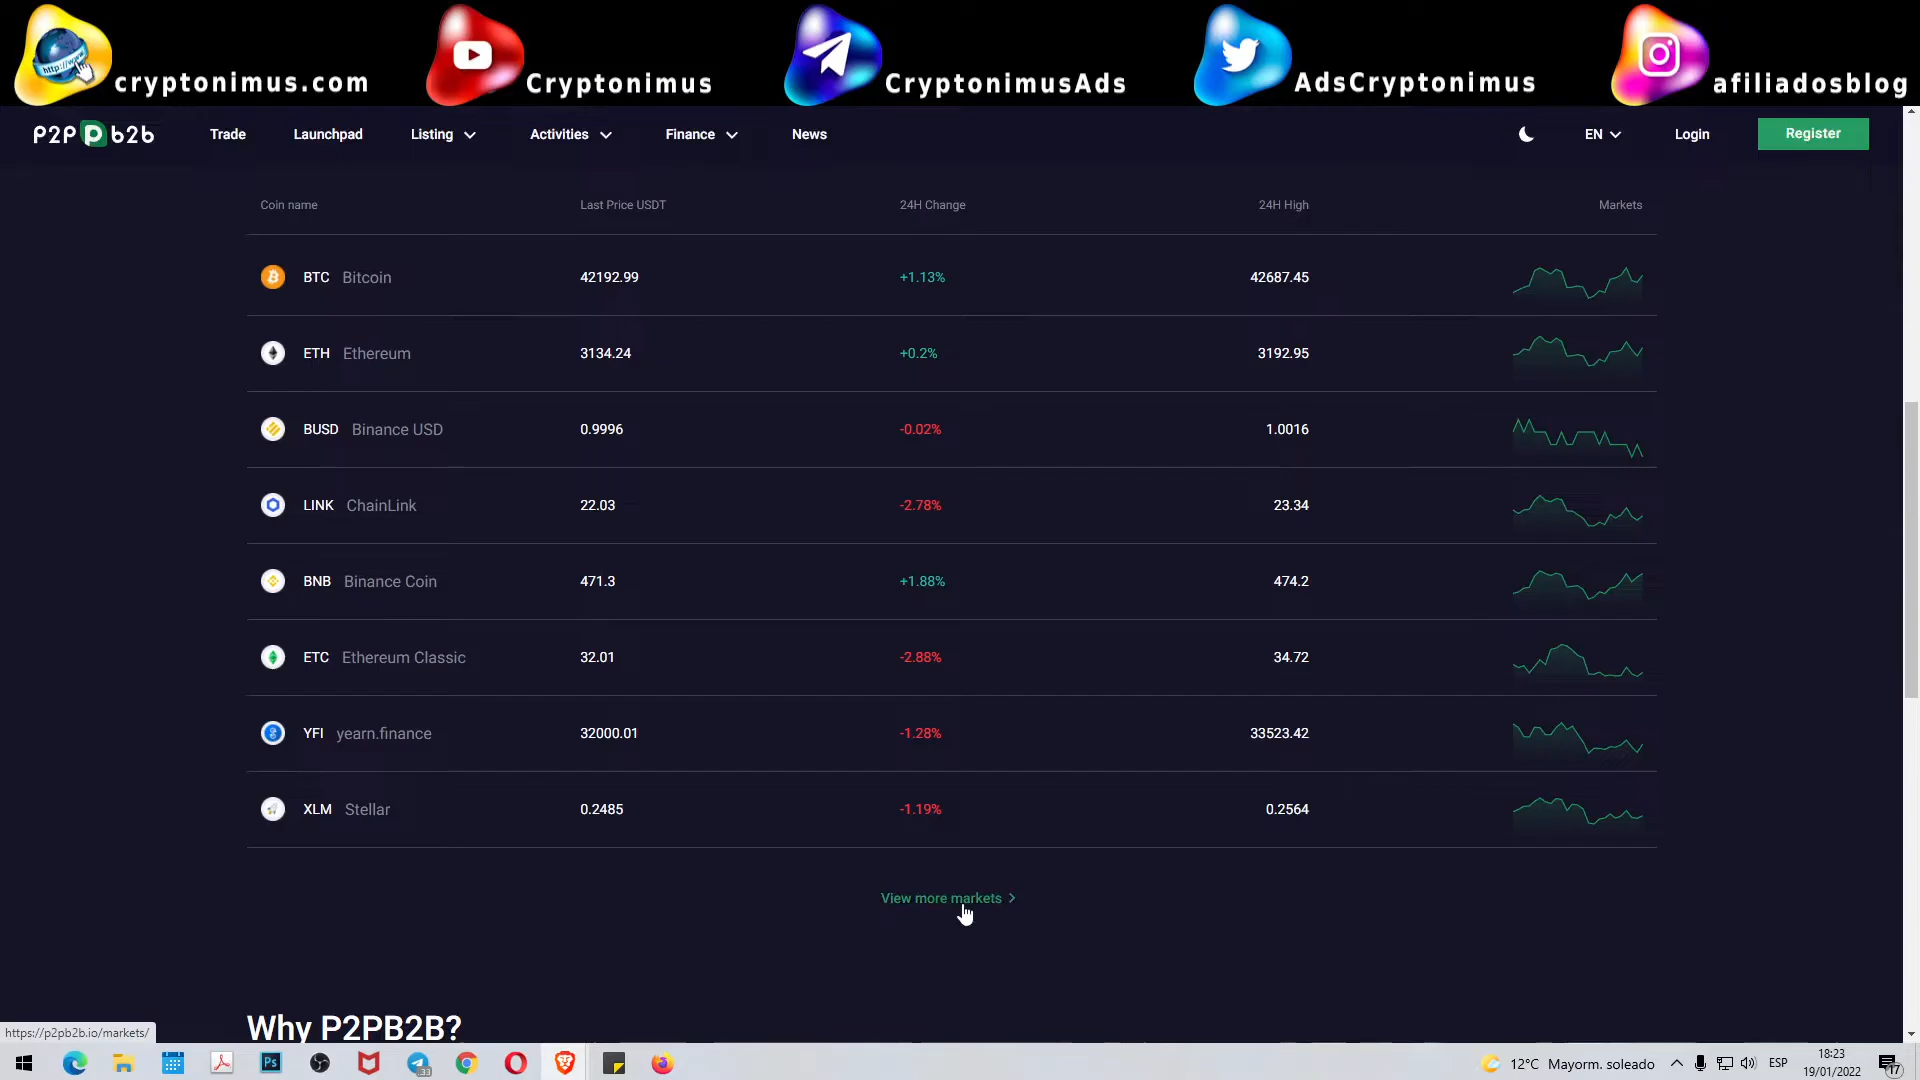 cryptonimus.com
Cryptonimus
CryptonimusAds
AdsCryptonimus
afiliadosblog
P2P b2b
Trade
Launchpad
Listing
Activities
Finance
News
EN
Login
Register
Coin name Last Price USDT 24H Change 24H High Markets
BTC Bitcoin 42192.99 +1.13% 42687.45
ETH Ethereum 3134.24 +0.2% 3192.95
BUSD Binance USD 0.9996 -0.02% 1.0016
LINK ChainLink 22.03 -2.78% 23.34
BNB Binance Coin 471.3 +1.88% 474.2
ETC Ethereum Classic 32.01 -2.88% 34.72
YFI yearn.finance 32000.01 -1.28% 33523.42
XLM Stellar 0.2485 -1.19% 0.2564
View more markets
Why P2PB2B?
https://p2pb2b.io/markets/
Ps
33
12°C Mayorm. soleado
ESP
18:23
19/01/2022
17